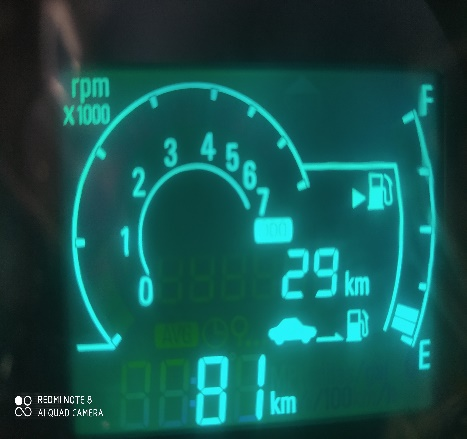 rpm
X1000
F
0
1
2
3
4
5
6
7
29 km
81 km
E
REDMI NOTE 8
AI QUAD CAMERA